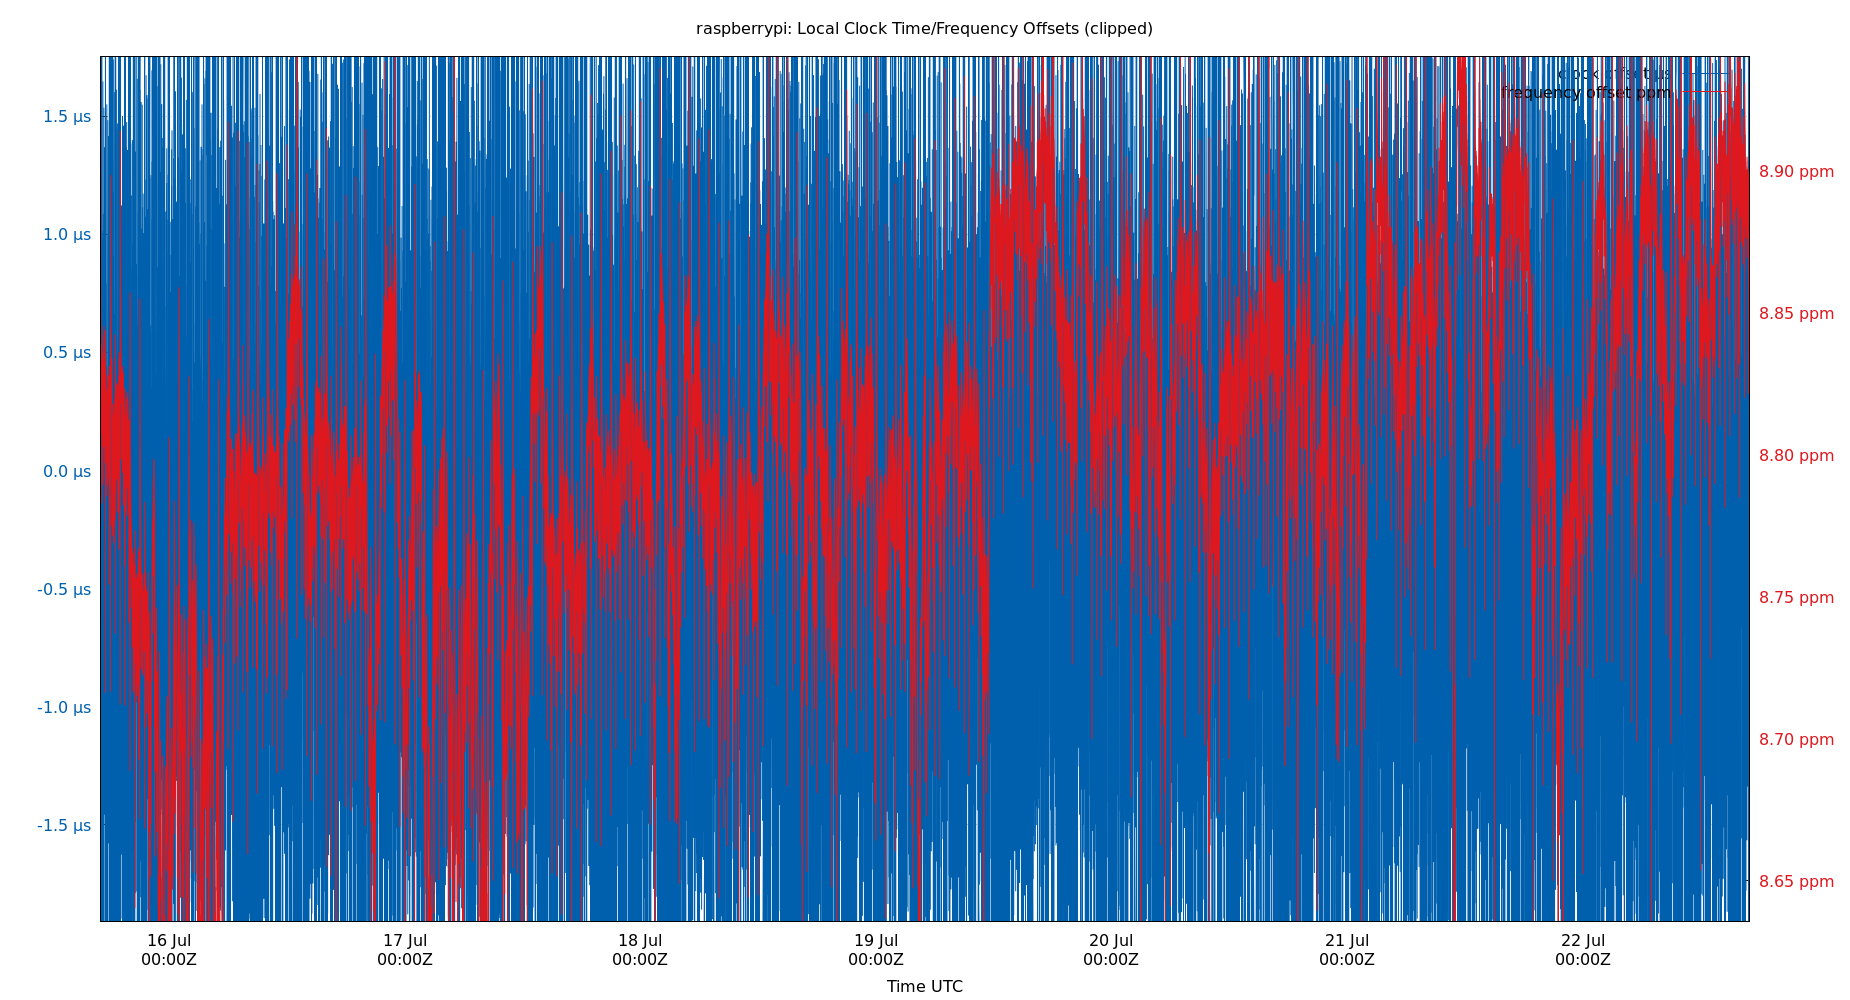 raspberrypi: Local Clock Time/Frequency Offsets (clipped)
clock offset µs
frequency offset ppm
1.5 µs
1.0 µs
0.5 µs
0.0 µs
-0.5 µs
-1.0 µs
-1.5 µs
8.90 ppm
8.85 ppm
8.80 ppm
8.75 ppm
8.70 ppm
8.65 ppm
16 Jul 17 Jul 18 Jul 19 Jul 20 Jul 21 Jul 22 Jul
00:00Z 00:00Z 00:00Z 00:00Z 00:00Z 00:00Z 00:00Z
Time UTC